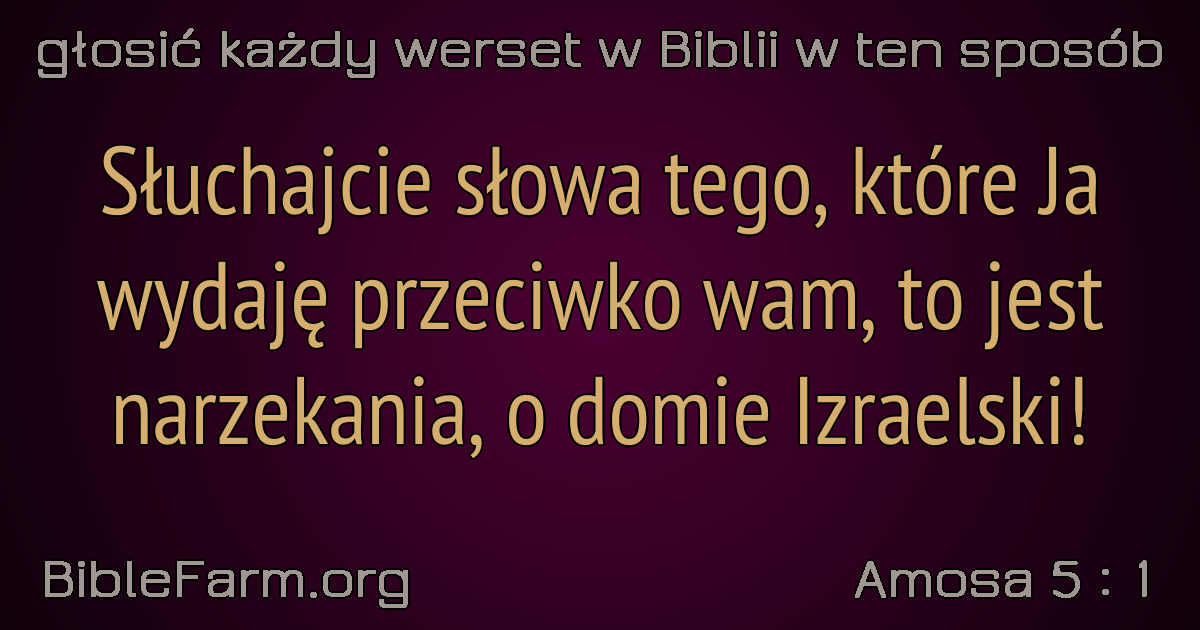 głosić każdy werset w Biblii w ten sposób
Słuchajcie słowa tego, które Ja
wydaję przeciwko wam, to jest
narzekania, o domie Izraelski!
BibleFarm.org
Amosa 5 : 1